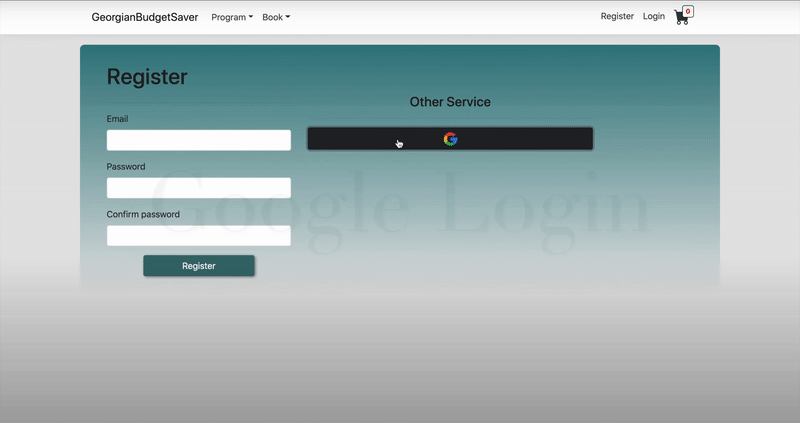 GeorgianBudgetSaver Program Book Register Login 0
Register
Other Service
Email
Password
Confirm password
Google Login
Register